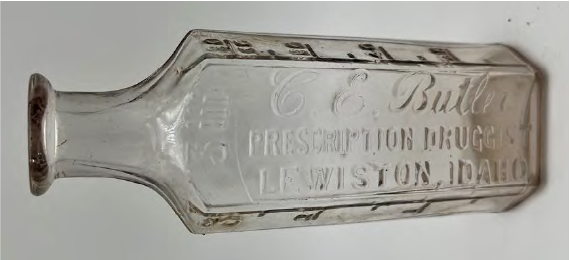 C. E. Butler
PRESCRIPTION DRUGGIST
LEWISTON, IDAHO